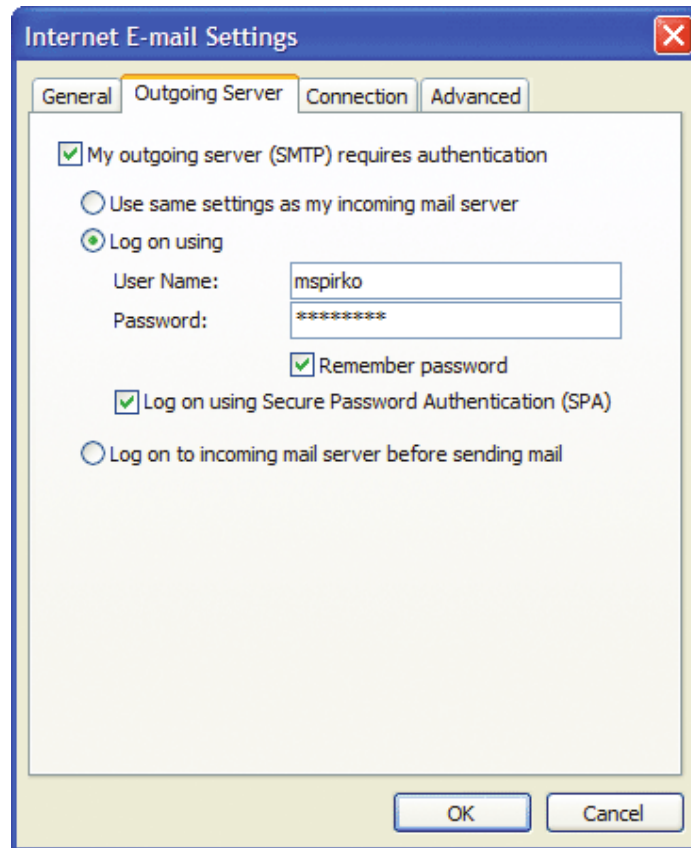 Internet E-mail Settings
General Outgoing Server Connection Advanced
My outgoing server (SMTP) requires authentication
Use same settings as my incoming mail server
Log on using
User Name: mspirko
Password: ********
Remember password
Log on using Secure Password Authentication (SPA)
Log on to incoming mail server before sending mail
OK Cancel